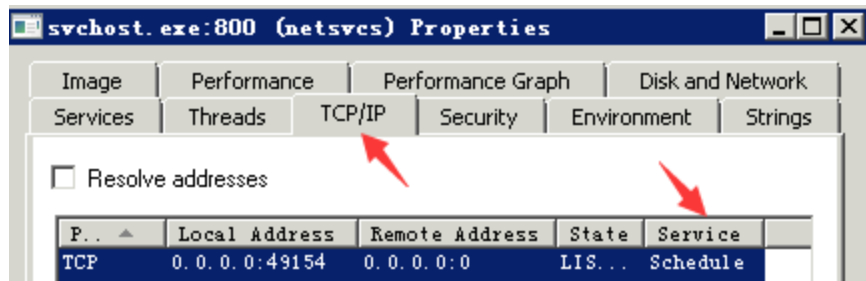 svchost.exe:800 (netsvcs) Properties
Image Performance Performance Graph Disk and Network
Services Threads TCP/IP Security Environment Strings
Resolve addresses
P... Local Address Remote Address State Service
TCP 0.0.0.0:49154 0.0.0.0:0 LIS... Schedule